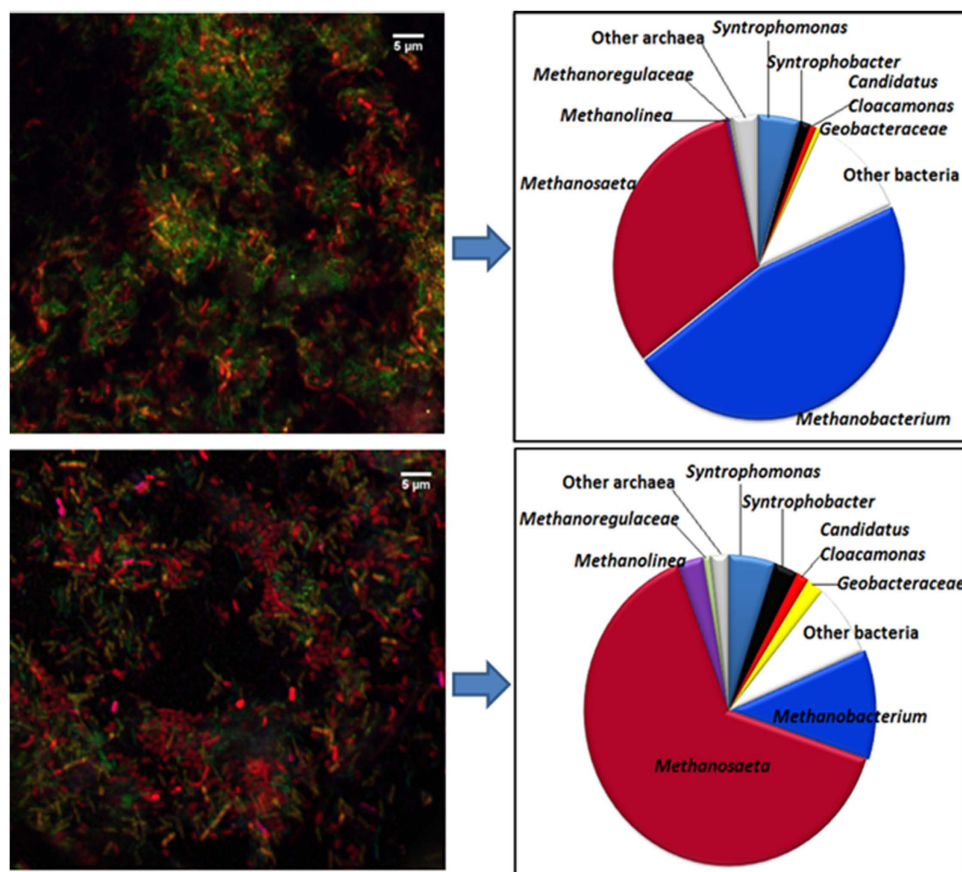 5 µm
Syntrophomonas
Other archaea
Syntrophobacter
Methanoregulaceae
Candidatus
Cloacamonas
Methanolinea
Geobacteraceae
Methanosaeta
Other bacteria
Methanobacterium
5 µm
Syntrophomonas
Other archaea
Syntrophobacter
Methanoregulaceae
Candidatus
Cloacamonas
Methanolinea
Geobacteraceae
Other bacteria
Methanobacterium
Methanosaeta